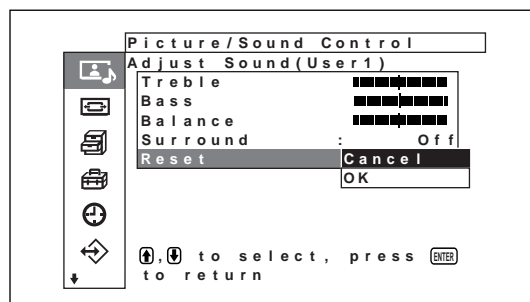 Picture/Sound Control
Adjust Sound(User1)
Treble
Bass
Balance
Surround : Off
Reset Cancel
OK
, to select, press ENTER
to return